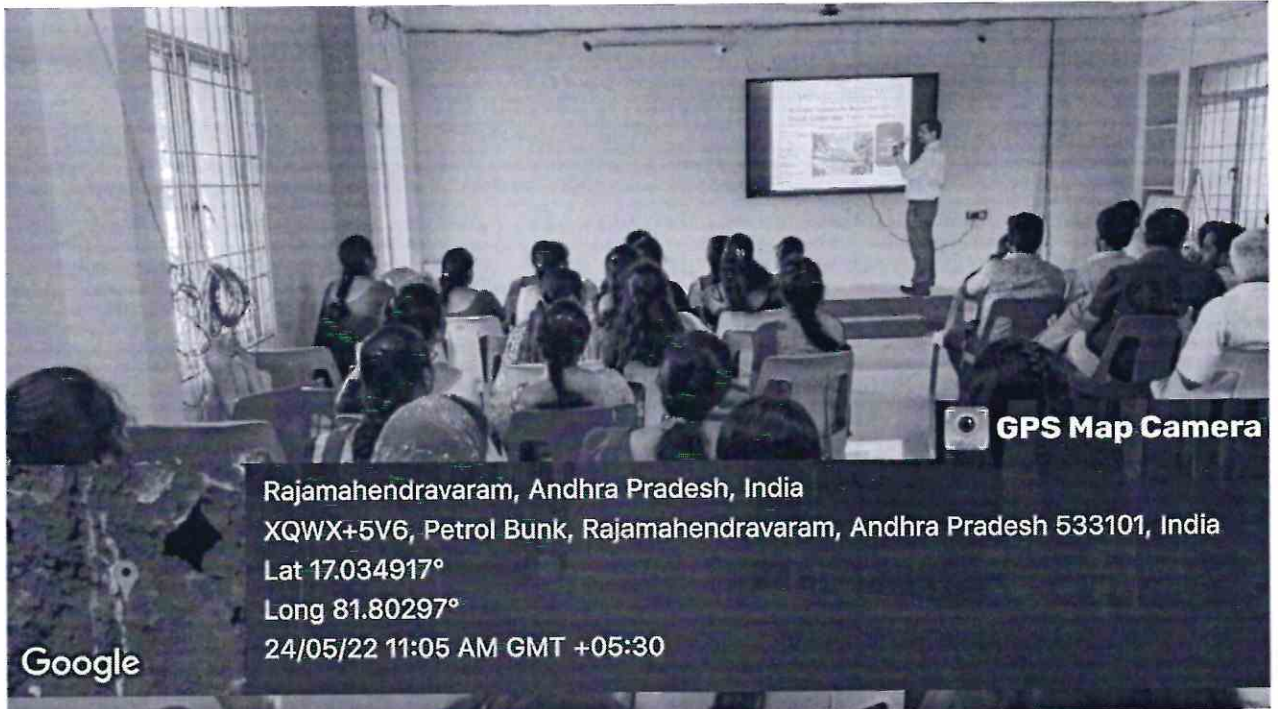 GPS Map Camera
Rajamahendravaram, Andhra Pradesh, India
XQWX+5V6, Petrol Bunk, Rajamahendravaram, Andhra Pradesh 533101, India
Lat 17.034917°
Long 81.80297°
24/05/22 11:05 AM GMT +05:30
Google